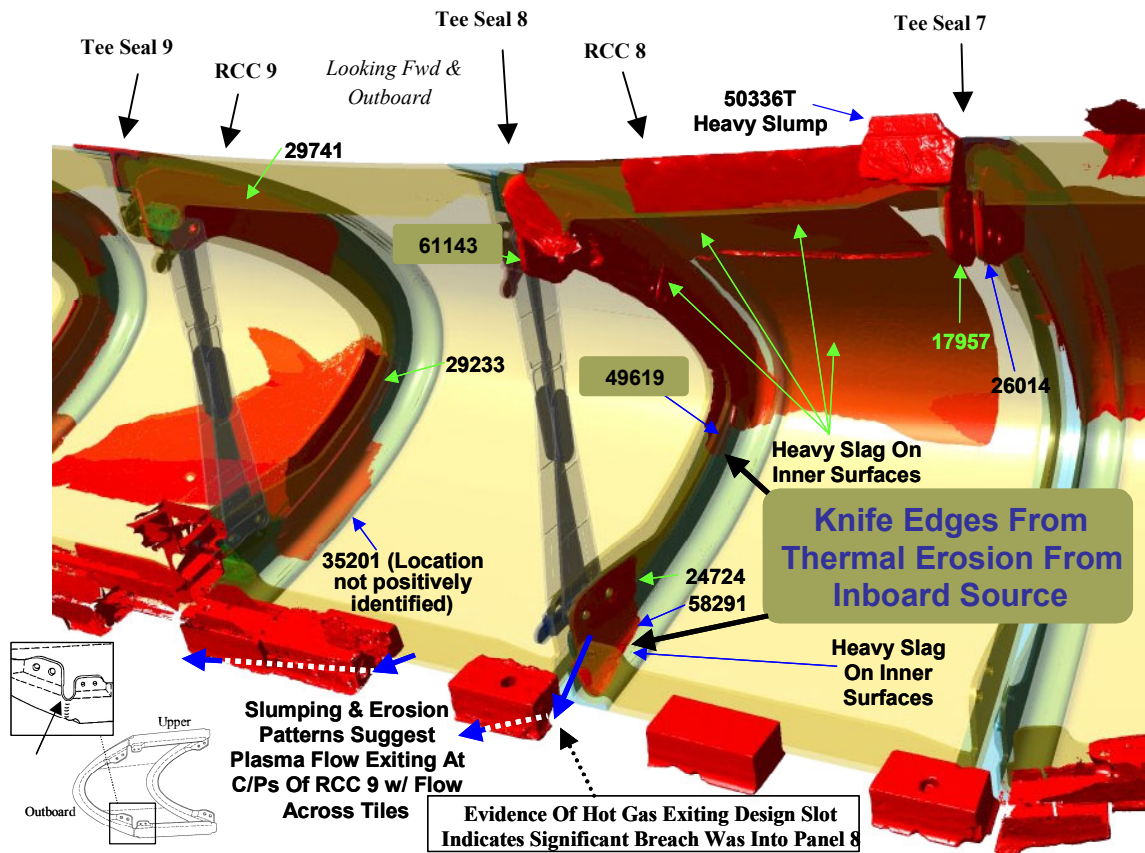 Tee Seal 9
RCC 9
Looking Fwd &
Outboard
Tee Seal 8
RCC 8
Tee Seal 7
50336T
Heavy Slump
29741
61143
29233
49619
17957
26014
Heavy Slag On
Inner Surfaces
Knife Edges From
Thermal Erosion From
Inboard Source
35201 (Location
not positively
identified)
24724
58291
Heavy Slag
On Inner
Surfaces
Slumping & Erosion
Patterns Suggest
Plasma Flow Exiting At
C/Ps Of RCC 9 w/ Flow
Across Tiles
Upper
Outboard
Evidence Of Hot Gas Exiting Design Slot
Indicates Significant Breach Was Into Panel 8